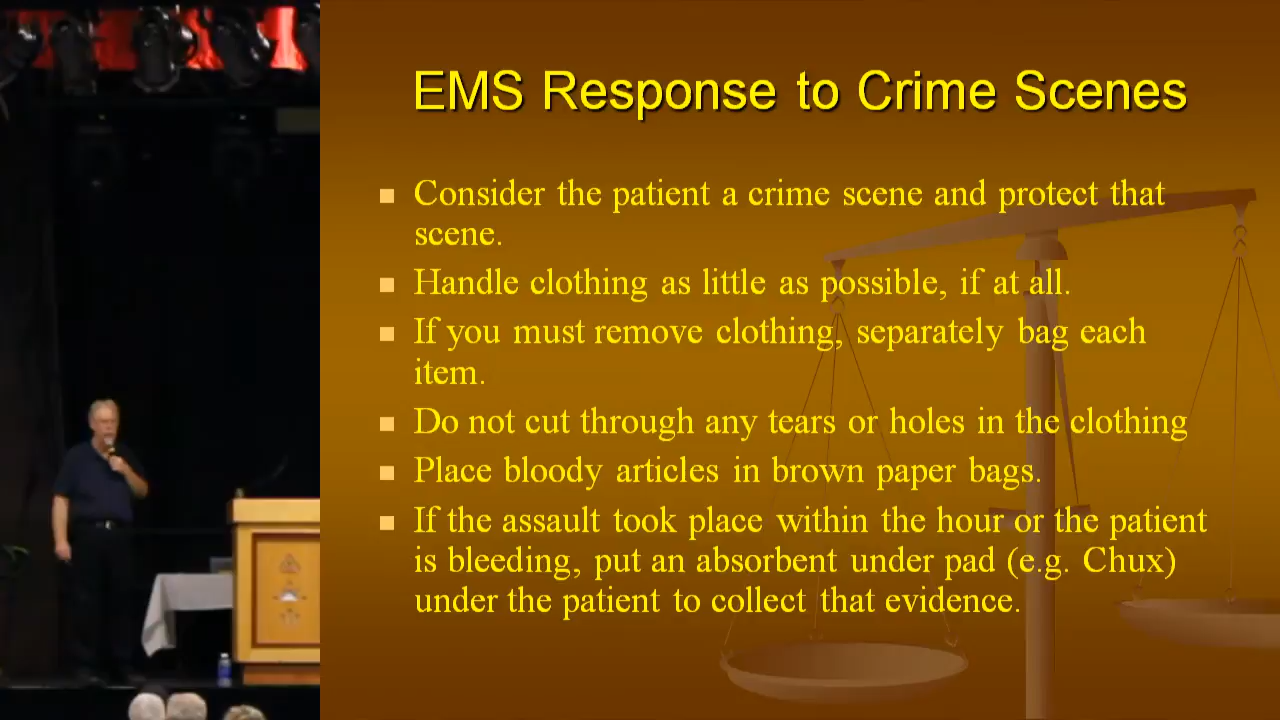 EMS Response to Crime Scenes
Consider the patient a crime scene and protect that
scene.
Handle clothing as little as possible, if at all.
If you must remove clothing, separately bag each
item.
Do not cut through any tears or holes in the clothing
Place bloody articles in brown paper bags.
If the assault took place within the hour or the patient
is bleeding, put an absorbent under pad (e.g. Chux)
under the patient to collect that evidence.